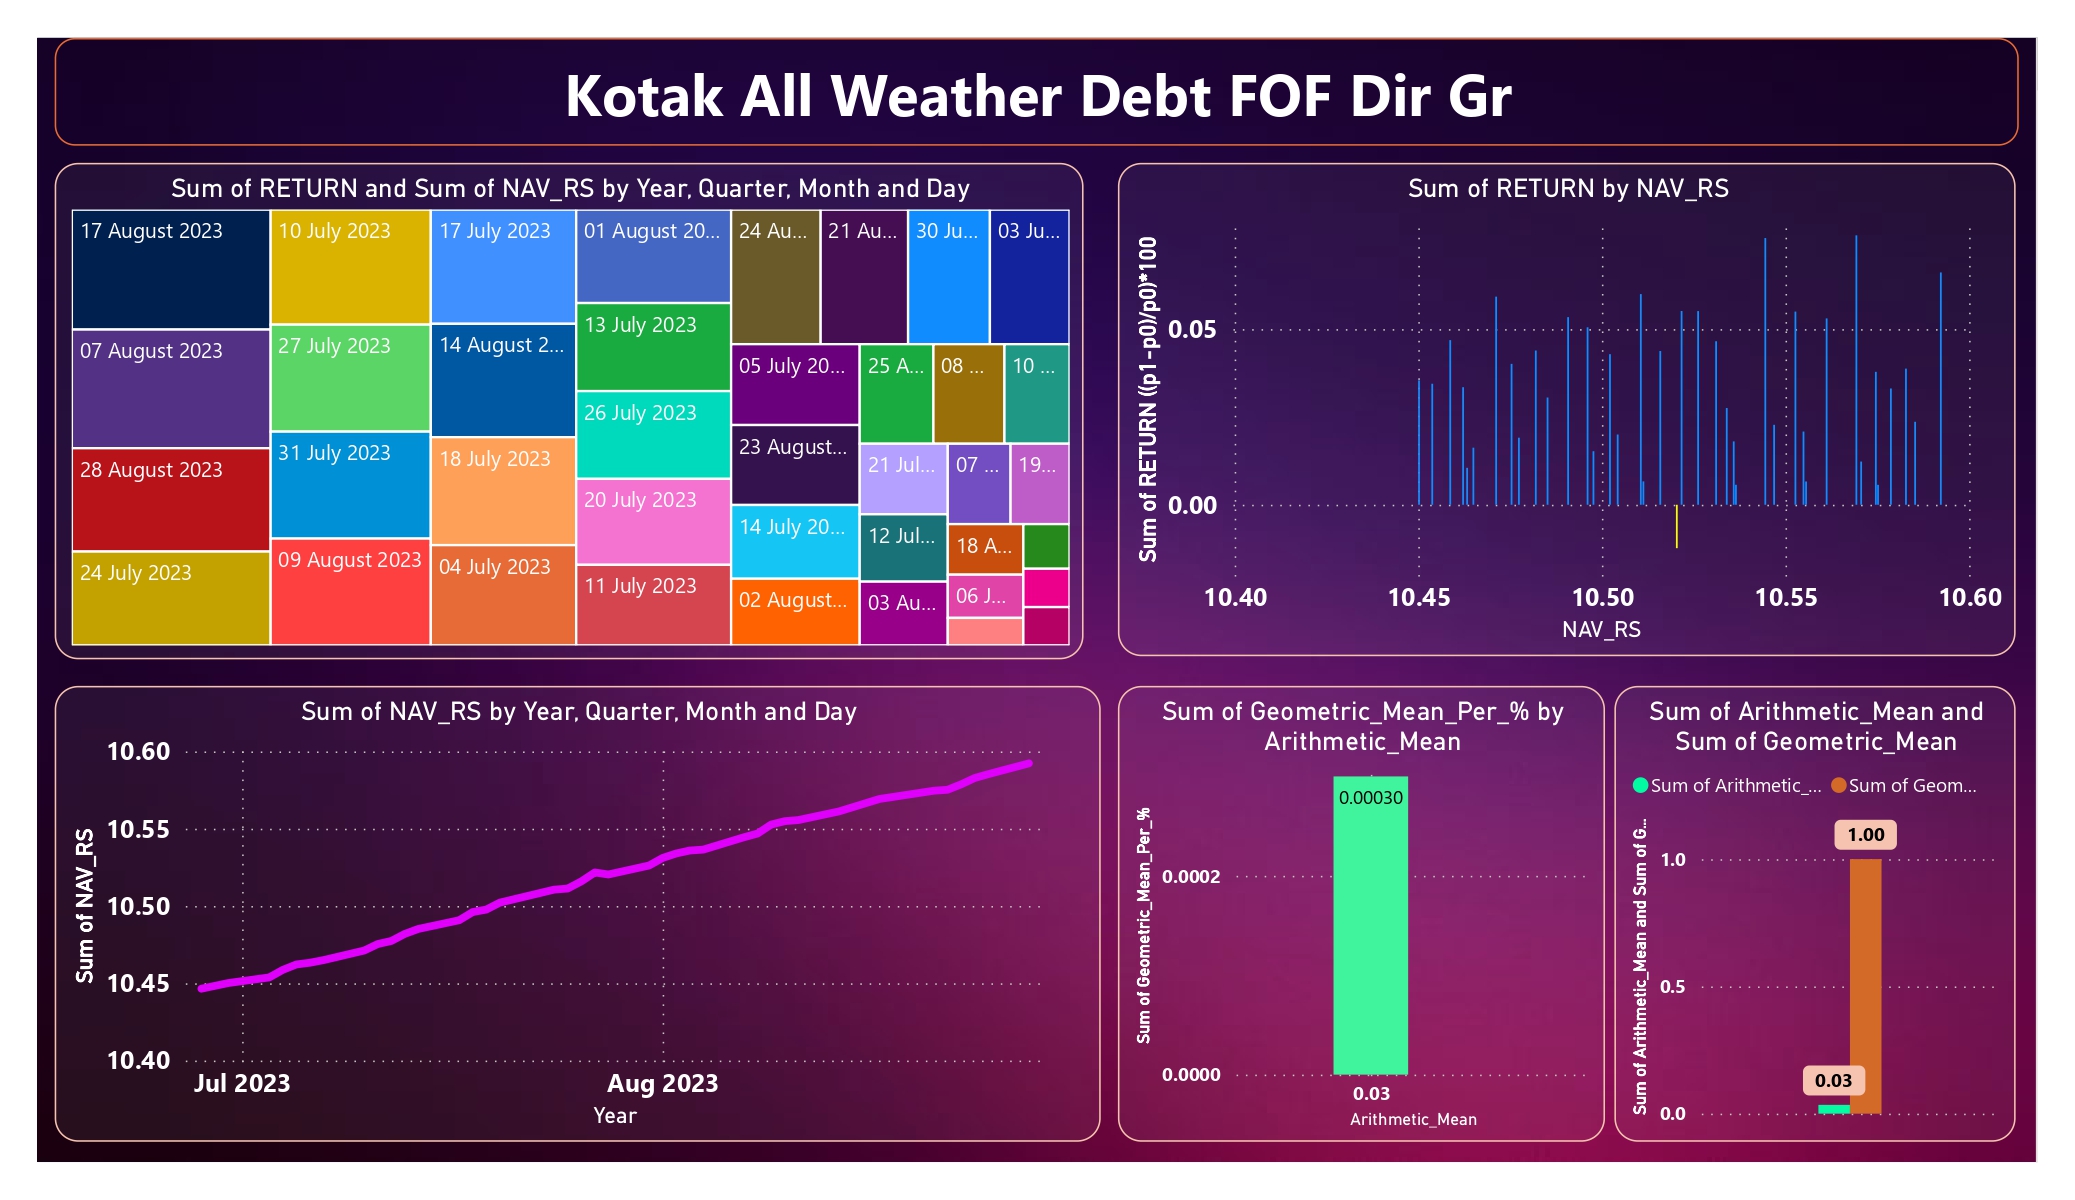 Kotak All Weather Debt FOF Dir Gr
Sum of RETURN and Sum of NAV_RS by Year, Quarter, Month and Day
17 August 2023
07 August 2023
28 August 2023
24 July 2023
10 July 2023
27 July 2023
31 July 2023
09 August 2023
17 July 2023
14 August 2...
18 July 2023
04 July 2023
01 August 20...
13 July 2023
26 July 2023
20 July 2023
11 July 2023
24 Au...
21 Au...
30 Ju...
03 Ju...
05 July 20...
23 August...
14 July 20...
02 August...
25 A...
08 ...
10 ...
21 Jul...
07 ...
19...
12 Jul...
03 Au...
18 A...
06 J...
Sum of RETURN by NAV_RS
Sum of RETURN ((p1-p0)/p0)*100
0.05
0.00
10.40
10.45
10.50
10.55
10.60
NAV_RS
Sum of NAV_RS by Year, Quarter, Month and Day
Sum of NAV_RS
10.60
10.55
10.50
10.45
10.40
Jul 2023
Aug 2023
Year
Sum of Geometric_Mean_Per_% by
Arithmetic_Mean
Sum of Geometric_Mean_Per_%
0.00030
0.0002
0.0000
0.03
Arithmetic_Mean
Sum of Arithmetic_Mean and
Sum of Geometric_Mean
Sum of Arithmetic_...
Sum of Geom...
Sum of Arithmetic_Mean and Sum of G...
1.00
1.0
0.5
0.03
0.0